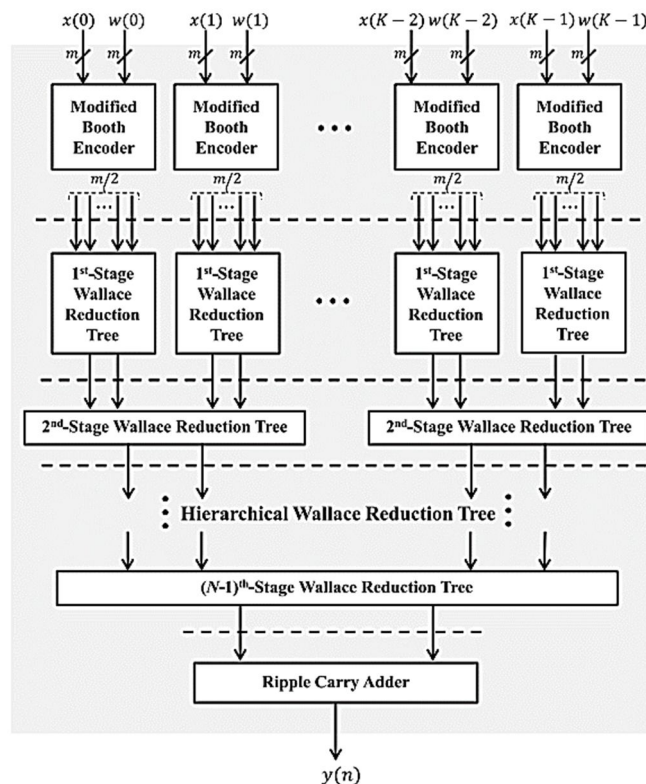 x(0) w(0) x(1) w(1) x(K−2) w(K−2) x(K−1) w(K−1)
m m m m m m m m
Modified Booth Encoder
Modified Booth Encoder
...
Modified Booth Encoder
Modified Booth Encoder
m/2 m/2 m/2 m/2
... ... ... ...
1st-Stage Wallace Reduction Tree
1st-Stage Wallace Reduction Tree
...
1st-Stage Wallace Reduction Tree
1st-Stage Wallace Reduction Tree
2nd-Stage Wallace Reduction Tree
2nd-Stage Wallace Reduction Tree
Hierarchical Wallace Reduction Tree
(N-1)th-Stage Wallace Reduction Tree
Ripple Carry Adder
y(n)